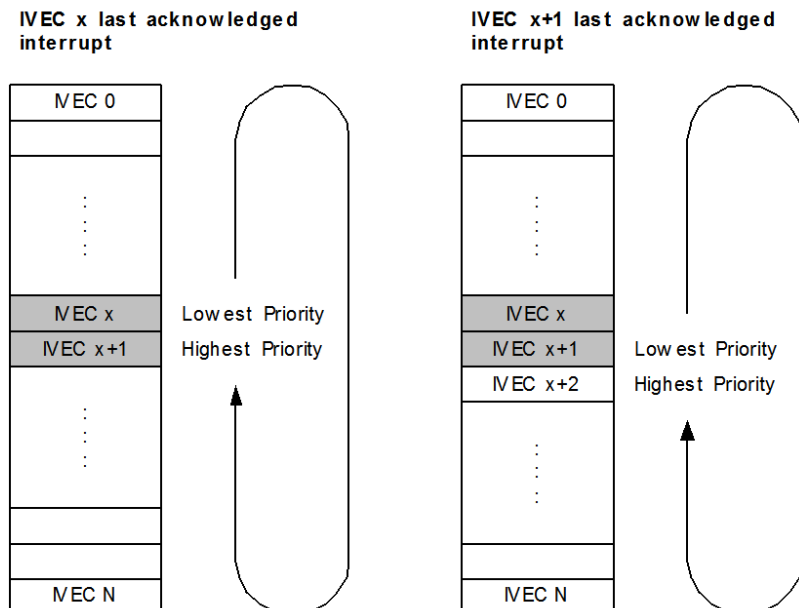 IVEC x last acknowledged
interrupt
IVEC 0
IVEC x
Lowest Priority
IVEC x+1
Highest Priority
IVEC N
IVEC x+1 last acknowledged
interrupt
IVEC 0
IVEC x
IVEC x+1
Lowest Priority
IVEC x+2
Highest Priority
IVEC N